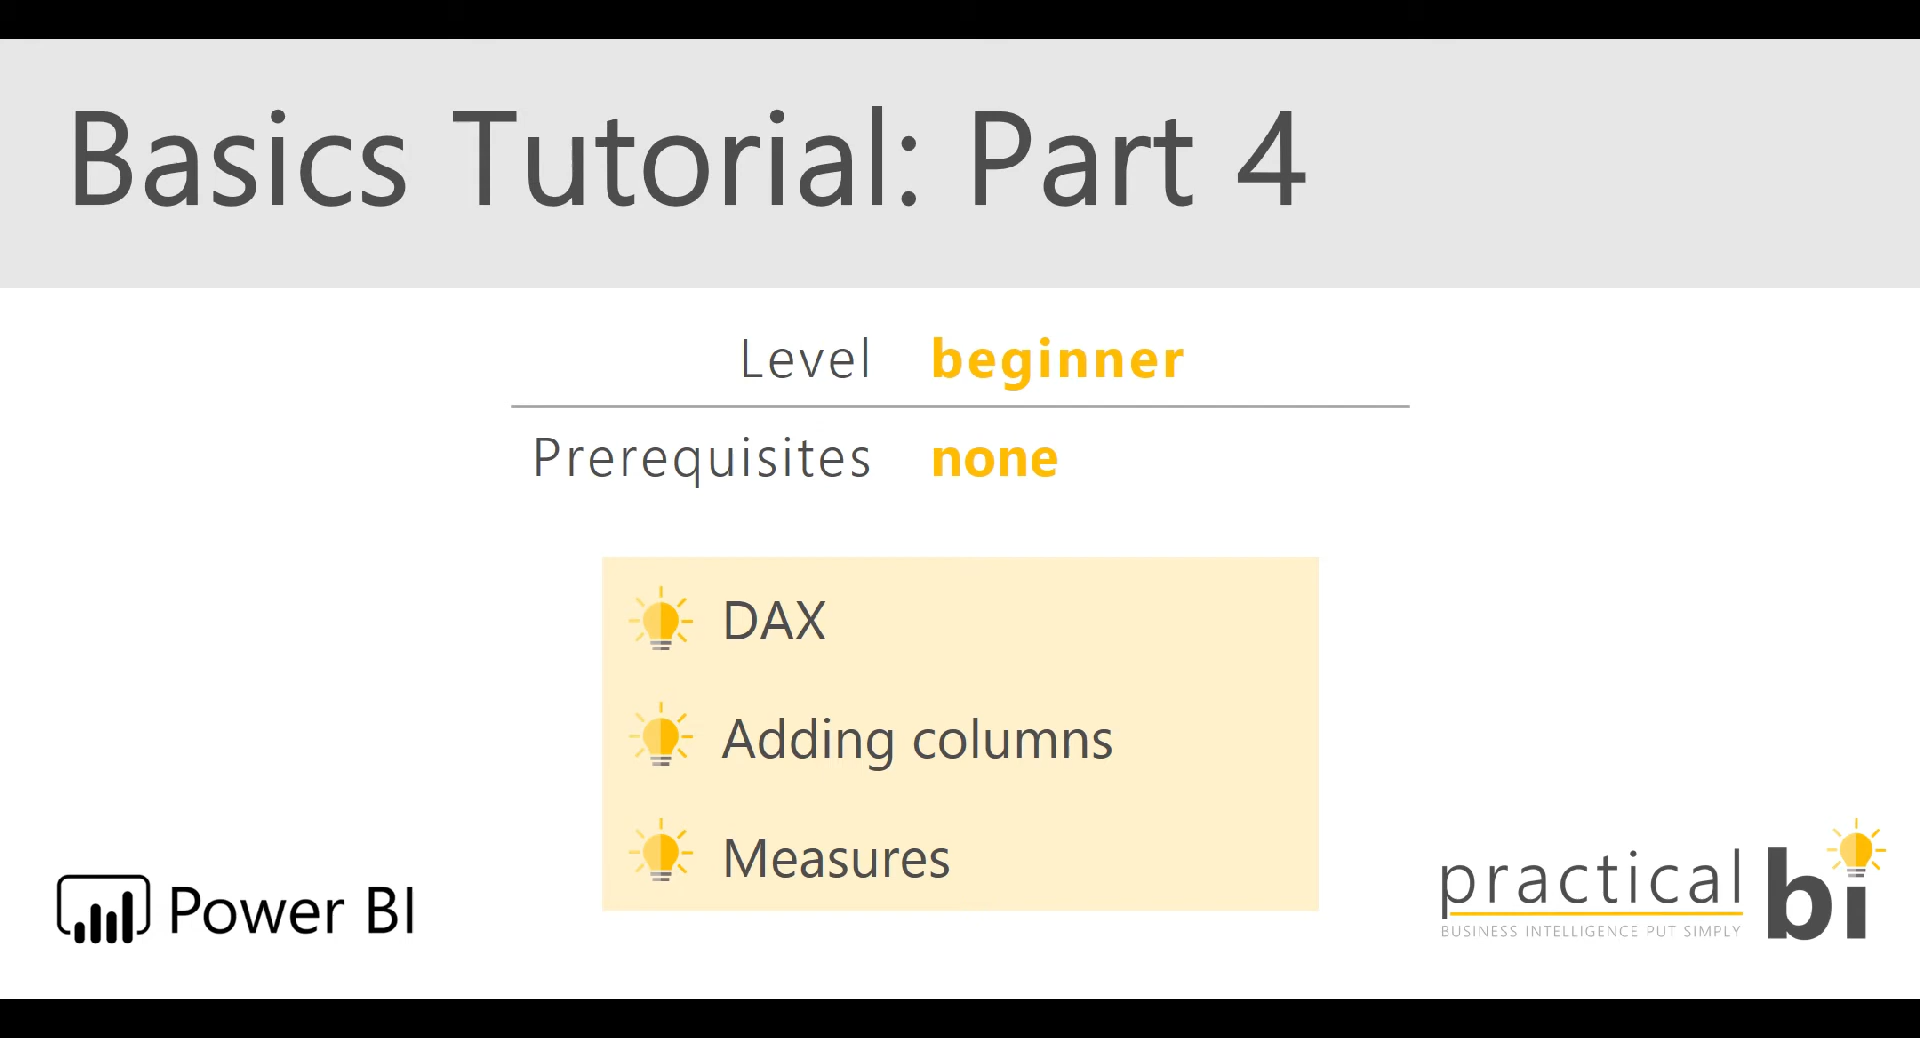 Basics Tutorial: Part 4
Level beginner
Prerequisites none
DAX
Adding columns
Measures
Power BI
practical bi
BUSINESS INTELLIGENCE PUT SIMPLY